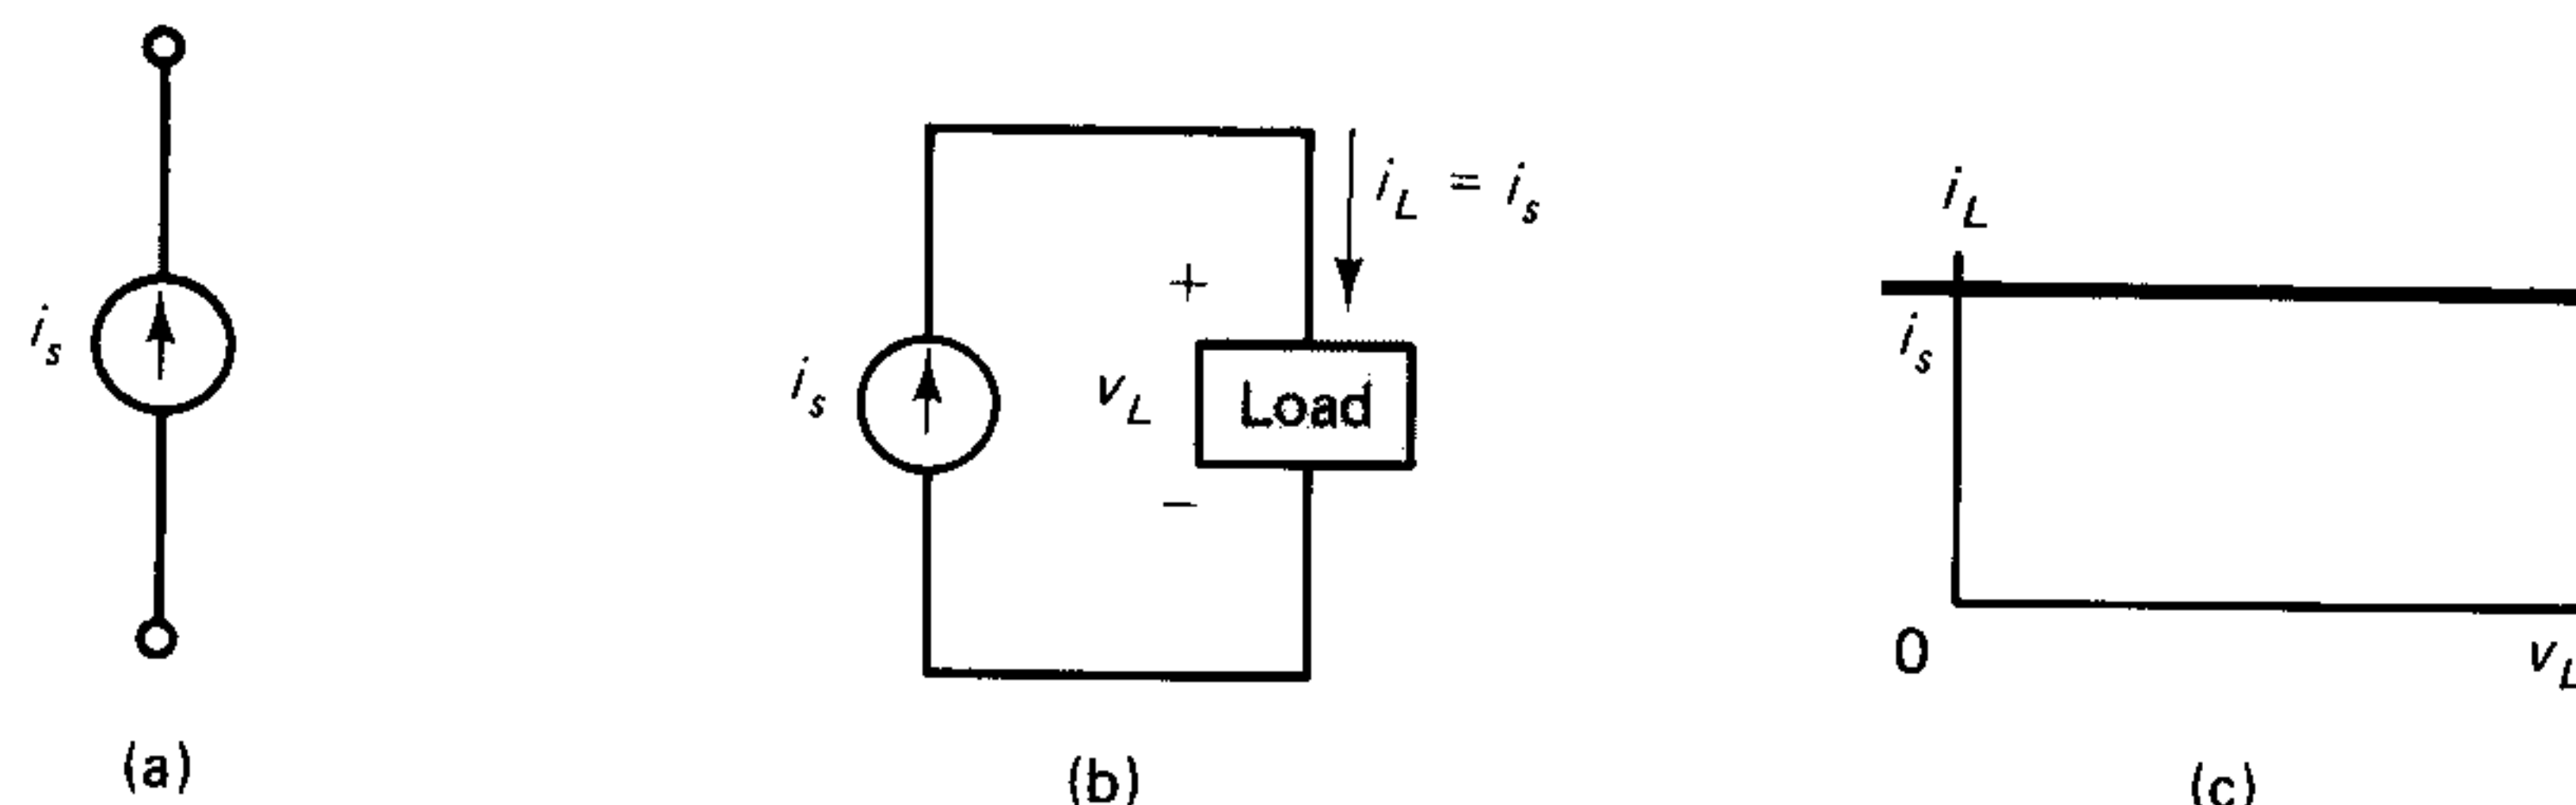 i_s
(a)
i_s
+
v_L
−
Load
i_L = i_s
(b)
i_L
i_s
0
v_L
(c)